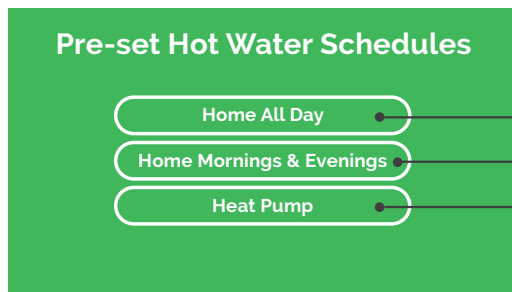 Pre-set Hot Water Schedules
Home All Day
Home Mornings & Evenings
Heat Pump